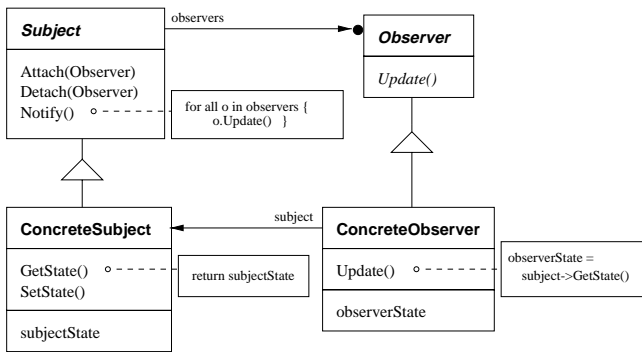 Subject
observers
Observer
Attach(Observer)
Detach(Observer)
Notify()
for all o in observers {
o.Update() }
Update()
ConcreteSubject
subject
ConcreteObserver
GetState()
SetState()
return subjectState
Update()
observerState =
subject->GetState()
subjectState
observerState